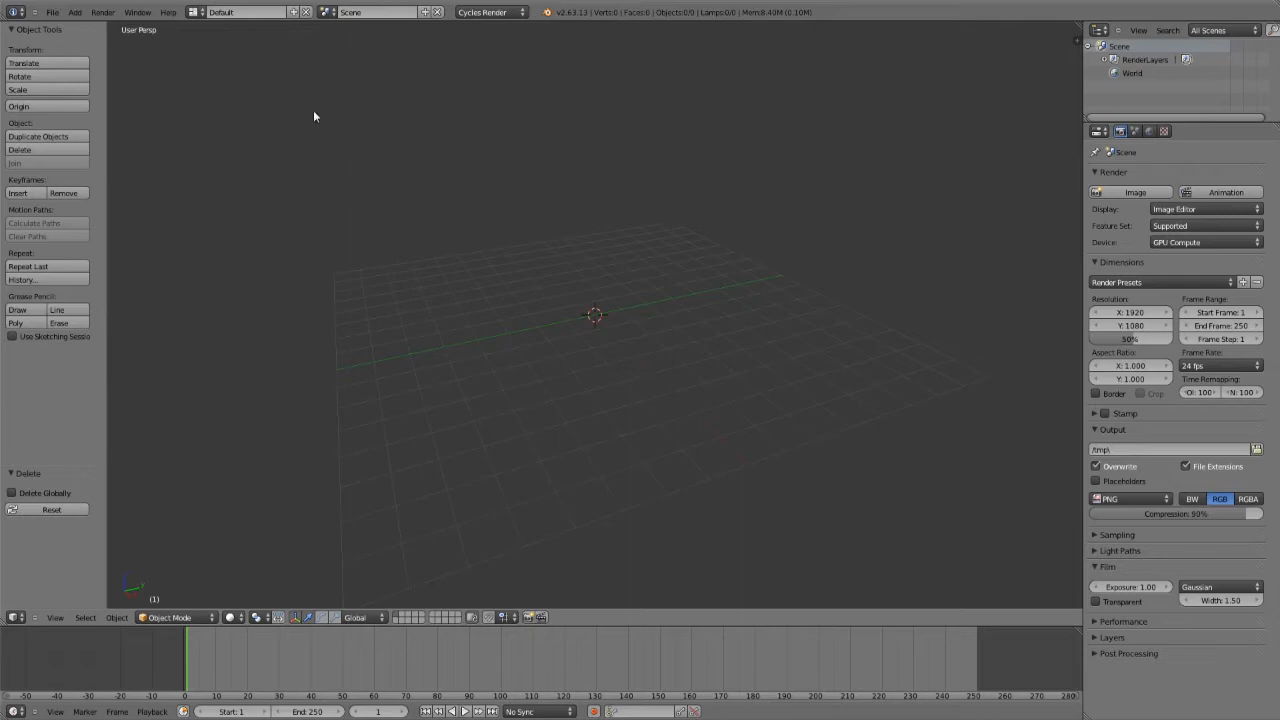 File Add Render Window Help Default Scene Cycles Render v2.63.13 | Verts:0 | Faces:0 | Objects:0/0 | Lamps:0/0 | Mem:8.40M (0.10M)
Object Tools
Transform:
Translate
Rotate
Scale
Origin
Object:
Duplicate Objects
Delete
Join
Keyframes:
Insert Remove
Motion Paths:
Calculate Paths
Clear Paths
Repeat:
Repeat Last
History...
Grease Pencil:
Draw Line
Poly Erase
Use Sketching Sessio
Delete
Delete Globally
Reset
User Persp
(1)
View Select Object Object Mode Global
View Search All Scenes
Scene
RenderLayers |
World
Scene
Render
Image Animation
Display: Image Editor
Feature Set: Supported
Device: GPU Compute
Dimensions
Render Presets
Resolution: Frame Range:
X: 1920 Start Frame: 1
Y: 1080 End Frame: 250
50% Frame Step: 1
Aspect Ratio: Frame Rate:
X: 1.000 24 fps
Y: 1.000 Time Remapping:
Border Crop O: 100 N: 100
Stamp
Output
/tmp\
Overwrite File Extensions
Placeholders
PNG BW RGB RGBA
Compression: 90%
Sampling
Light Paths
Film
Exposure: 1.00 Gaussian
Transparent Width: 1.50
Performance
Layers
Post Processing
-50 -40 -30 -20 -10 0 10 20 30 40 50 60 70 80 90 100 110 120 130 140 150 160 170 180 190 200 210 220 230 240 250 260 270 280
View Marker Frame Playback Start: 1 End: 250 1 No Sync